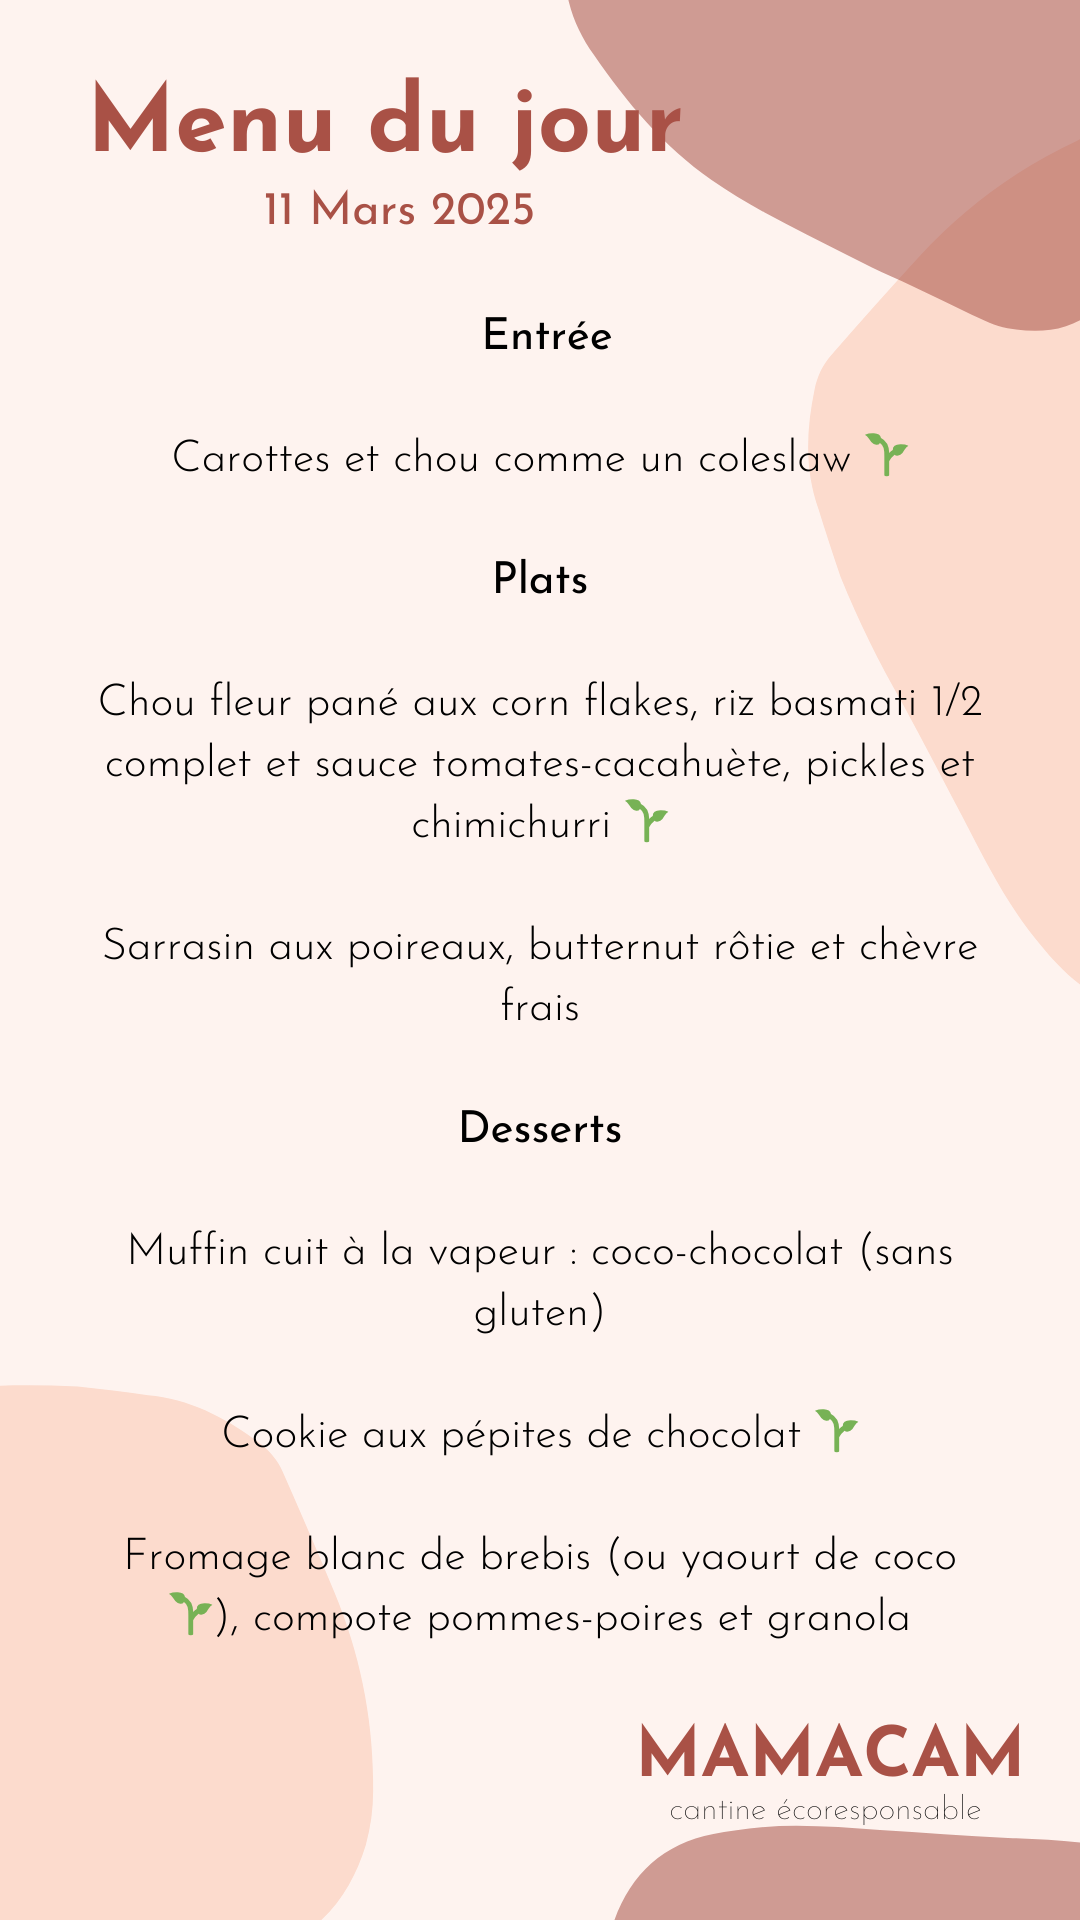 Menu du jour
11 Mars 2025
Entrée
Carottes et chou comme un coleslaw 🌱
Plats
Chou fleur pané aux corn flakes, riz basmati 1/2
complet et sauce tomates-cacahuète, pickles et
chimichurri 🌱
Sarrasin aux poireaux, butternut rôtie et chèvre
frais
Desserts
Muffin cuit à la vapeur : coco-chocolat (sans
gluten)
Cookie aux pépites de chocolat 🌱
Fromage blanc de brebis (ou yaourt de coco
🌱), compote pommes-poires et granola
MAMACAM
cantine écoresponsable